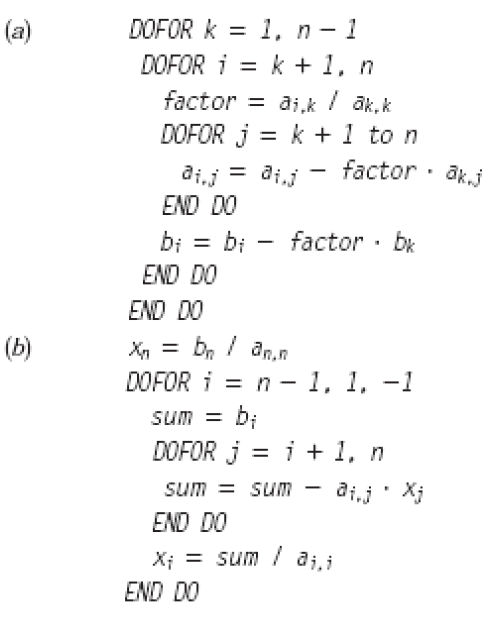 (a) DOFOR k = 1, n − 1
DOFOR i = k + 1, n
factor = a_{i,k} / a_{k,k}
DOFOR j = k + 1 to n
a_{i,j} = a_{i,j} − factor · a_{k,j}
END DO
b_i = b_i − factor · b_k
END DO
END DO
(b) x_n = b_n / a_{n,n}
DOFOR i = n − 1, 1, −1
sum = b_i
DOFOR j = i + 1, n
sum = sum − a_{i,j} · x_j
END DO
x_i = sum / a_{i,i}
END DO